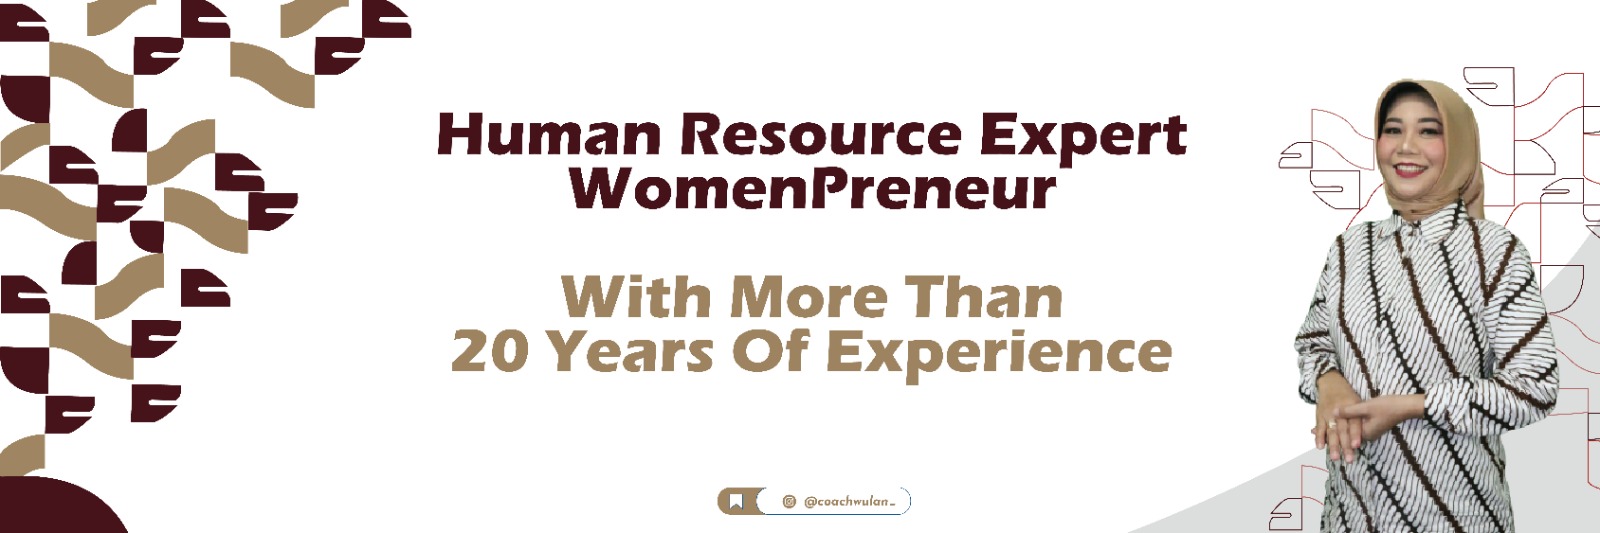 Human Resource Expert
WomenPreneur
With More Than
20 Years Of Experience
@coachwulan_